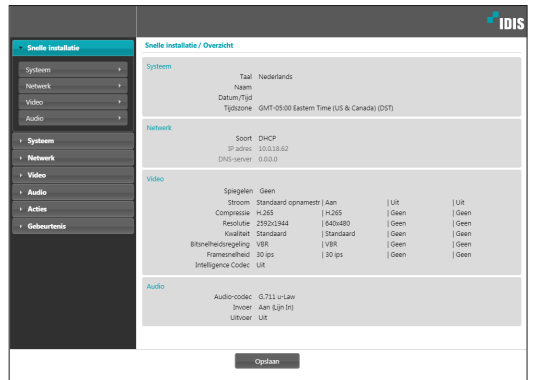 IDIS
Snelle installatie
Systeem
Netwerk
Video
Audio
Systeem
Netwerk
Video
Audio
Acties
Gebeurtenis
Snelle installatie / Overzicht
Systeem
Taal Nederlands
Naam
Datum/Tijd
Tijdszone GMT-05:00 Eastern Time (US & Canada) (DST)
Netwerk
Soort DHCP
IP adres 10.0.18.62
DNS-server 0.0.0.0
Video
Spiegelen Geen
Stroom Standaard opnamestr | Aan | Uit | Uit
Compressie H.265 | H.265 | Geen | Geen
Resolutie 2592x1944 | 640x480 | Geen | Geen
Kwaliteit Standaard | Standaard | Geen | Geen
Bitsnelheidsregeling VBR | VBR | Geen | Geen
Framesnelheid 30 ips | 30 ips | Geen | Geen
Intelligence Codec Uit
Audio
Audio-codec G.711 u-Law
Invoer Aan (Lijn In)
Uitvoer Uit
Opslaan